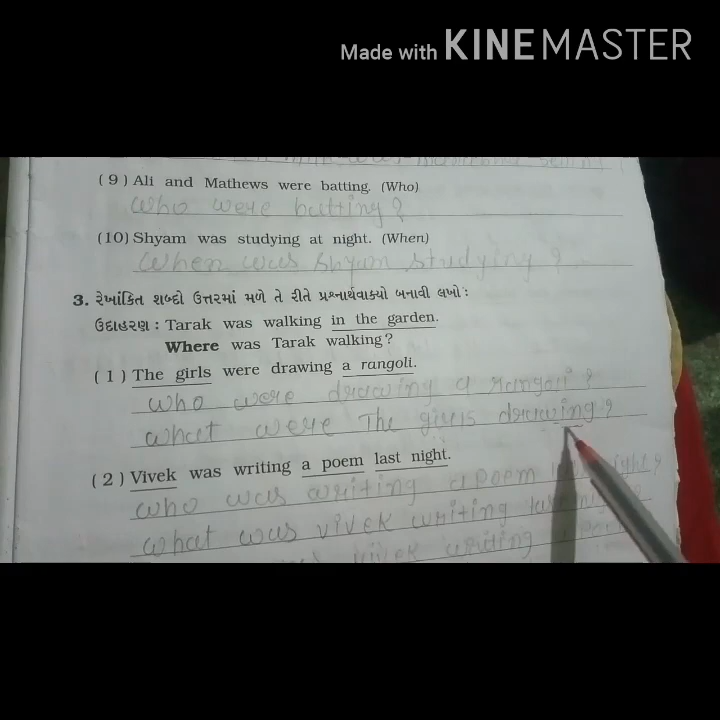 Made with KINEMASTER
(9) Ali and Mathews were batting. (Who)
Who were batting?
(10) Shyam was studying at night. (When)
When was Shyam studying?
3. રેખાંકિત શબ્દો ઉત્તરમાં મળે તે રીતે પ્રશ્નાર્થવાક્યો બનાવી લખો :
ઉદાહરણ : Tarak was walking in the garden.
Where was Tarak walking?
(1) The girls were drawing a rangoli.
who were drawing a rangoli?
what were The girls drawing?
(2) Vivek was writing a poem last night.
who was writing a poem
what was vivek writing
vivek writing